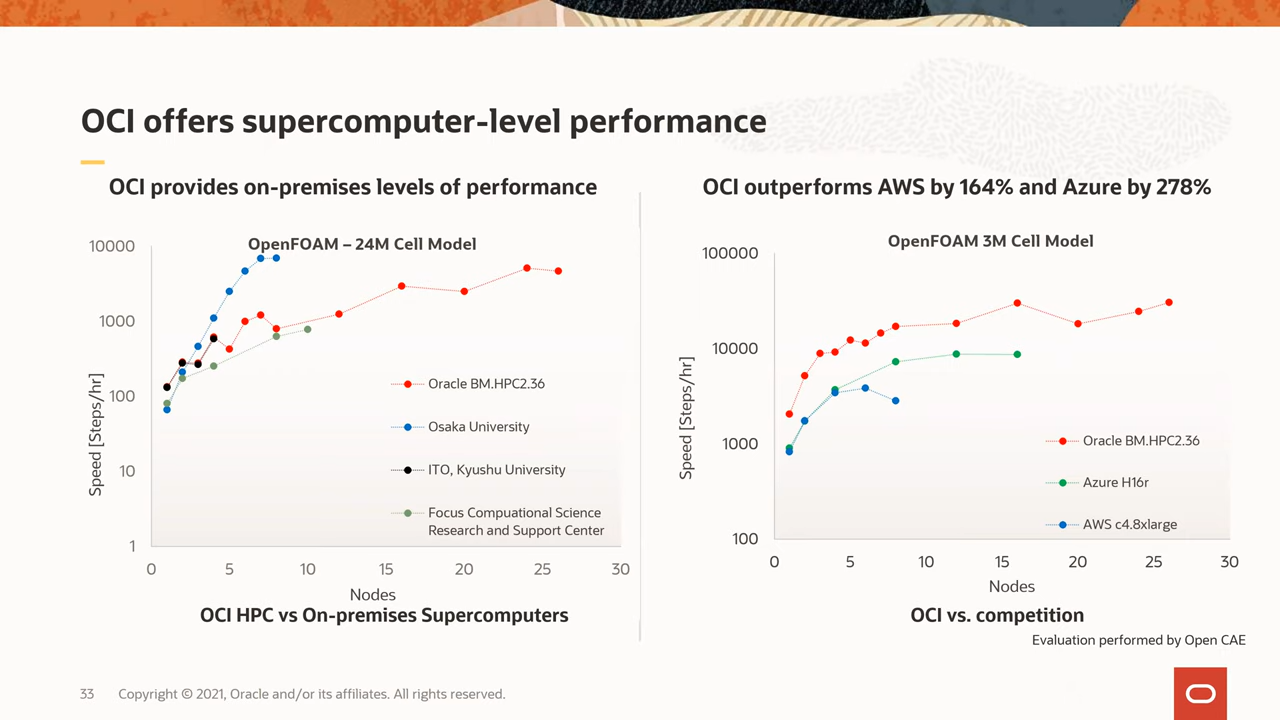 OCI offers supercomputer-level performance
OCI provides on-premises levels of performance
OpenFOAM – 24M Cell Model
10000
1000
100
10
1
Speed [Steps/hr]
Oracle BM.HPC2.36
Osaka University
ITO, Kyushu University
Focus Compuational Science
Research and Support Center
0 5 10 15 20 25 30
Nodes
OCI HPC vs On-premises Supercomputers
OCI outperforms AWS by 164% and Azure by 278%
OpenFOAM 3M Cell Model
100000
10000
1000
100
Speed [Steps/hr]
Oracle BM.HPC2.36
Azure H16r
AWS c4.8xlarge
0 5 10 15 20 25 30
Nodes
OCI vs. competition
Evaluation performed by Open CAE
33 Copyright © 2021, Oracle and/or its affiliates. All rights reserved.